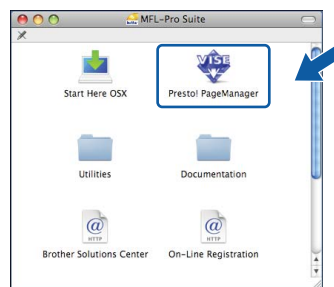 MFL-Pro Suite
VISE
Start Here OSX
Presto! PageManager
Utilities
Documentation
@
HTTP
@
HTTP
Brother Solutions Center
On-Line Registration